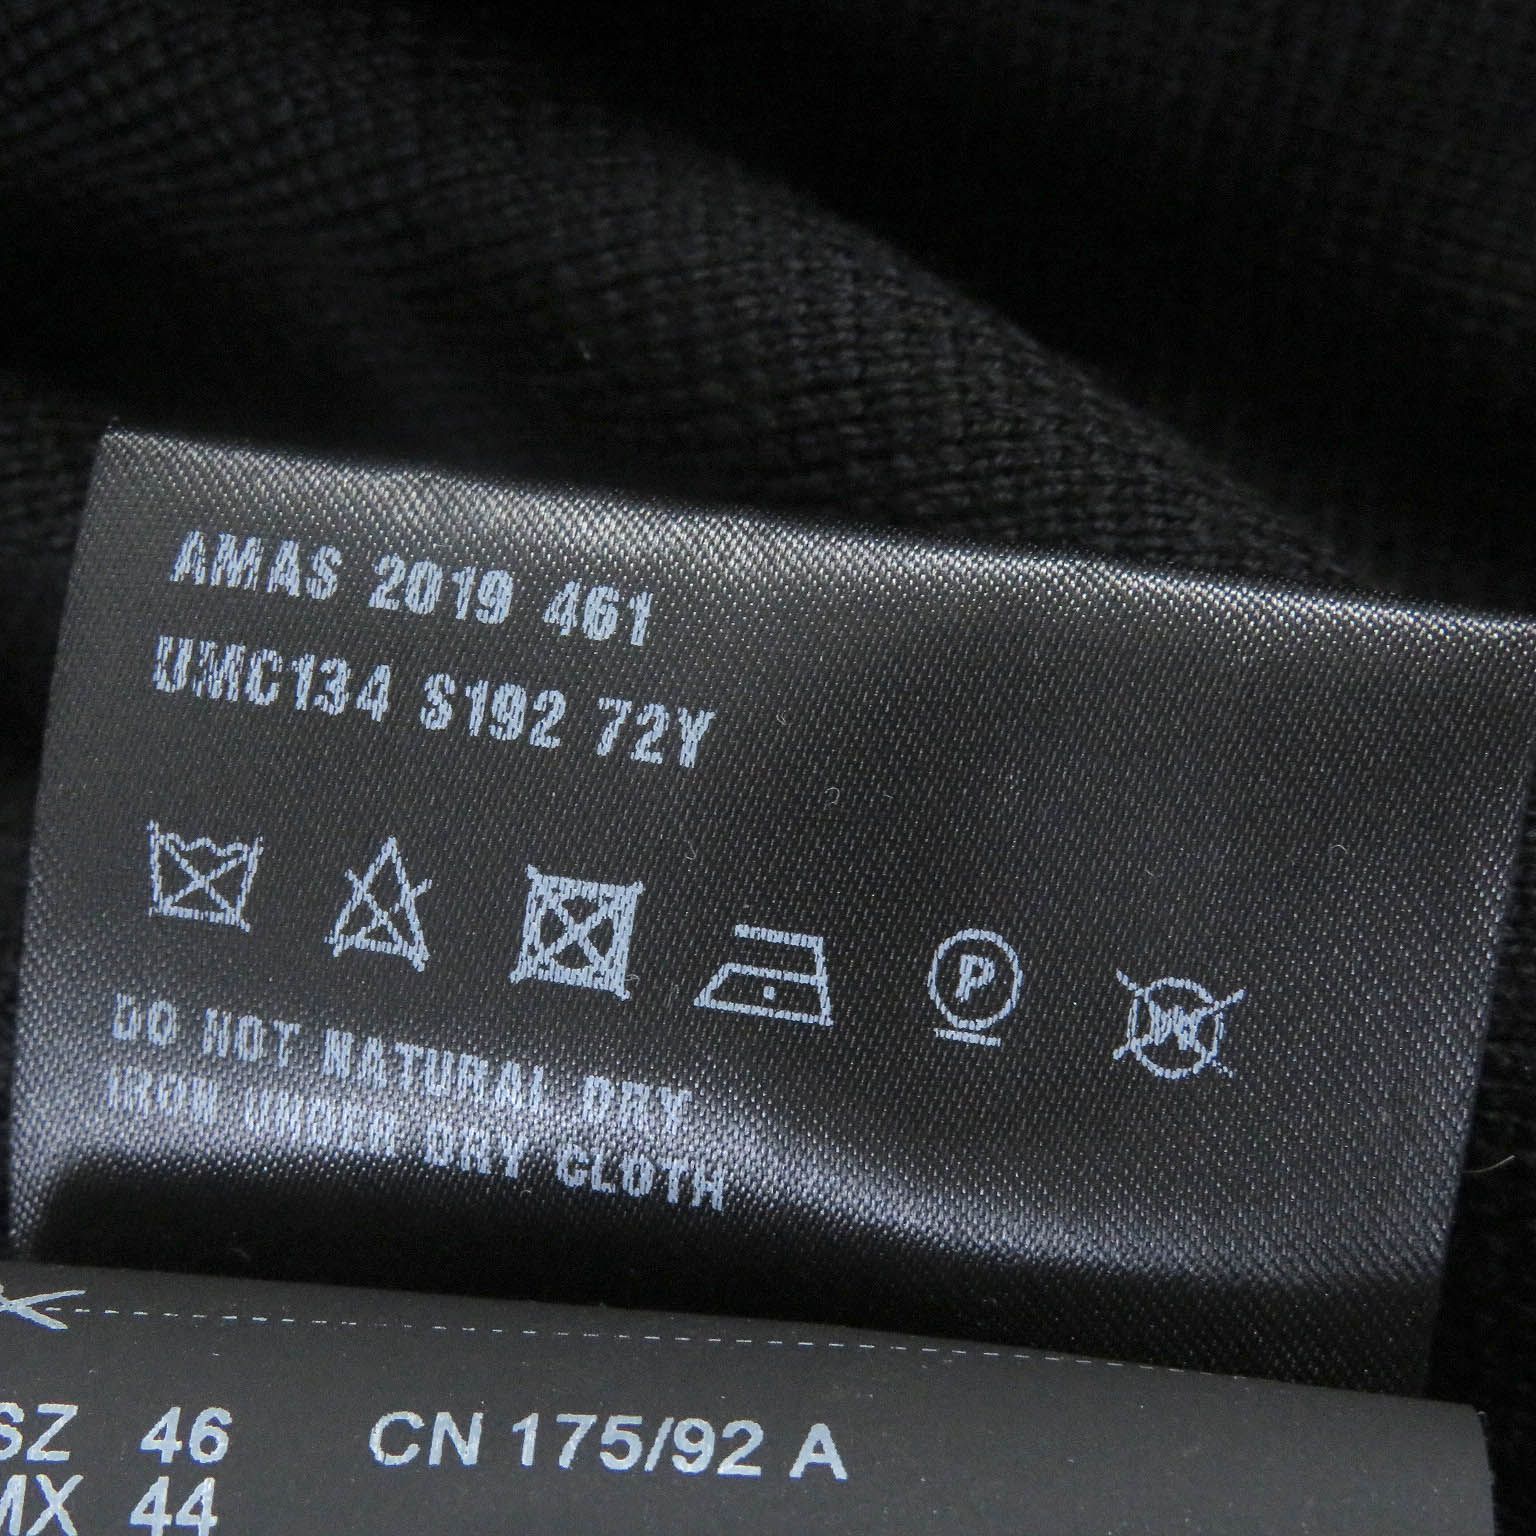 AMAS 2019 461
UMC134 S192 72Y
P
W
DO NOT NATURAL DRY
IRON UNDER DRY CLOTH
SZ 46 CN 175/92 A
MX 44